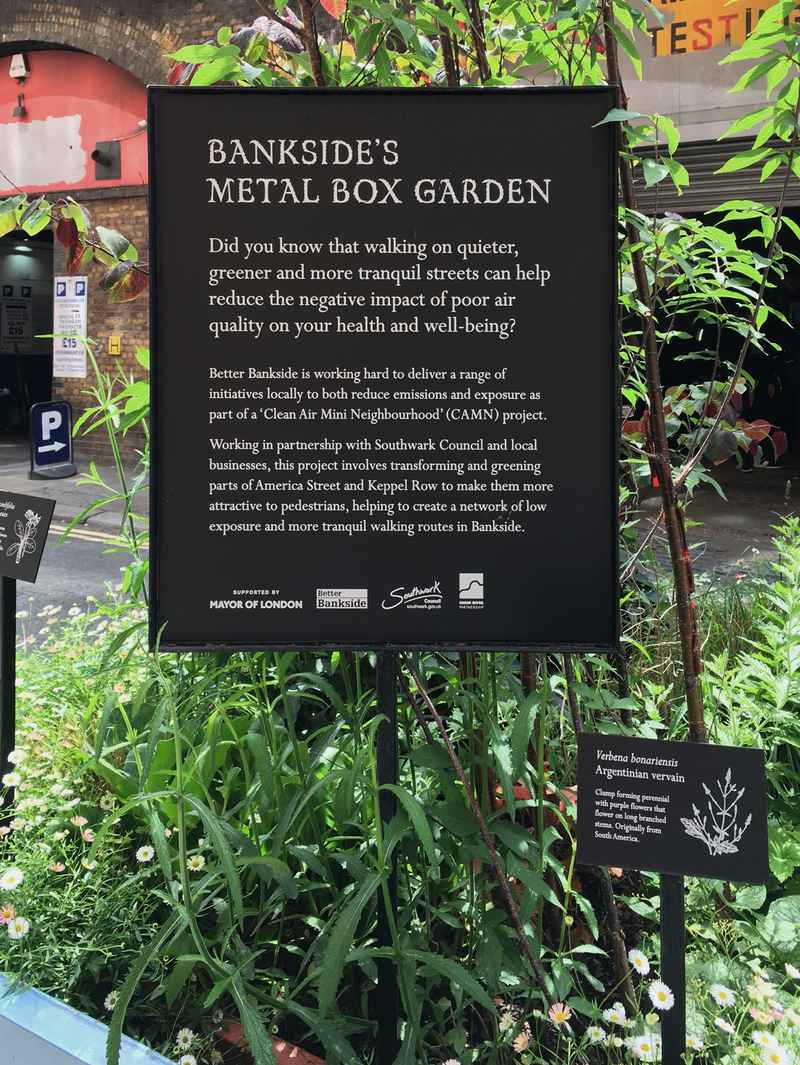 TESTING
BANKSIDE'S
METAL BOX GARDEN
Did you know that walking on quieter,
greener and more tranquil streets can help
reduce the negative impact of poor air
quality on your health and well-being?
Better Bankside is working hard to deliver a range of
initiatives locally to both reduce emissions and exposure as
part of a ‘Clean Air Mini Neighbourhood’ (CAMN) project.
Working in partnership with Southwark Council and local
businesses, this project involves transforming and greening
parts of America Street and Keppel Row to make them more
attractive to pedestrians, helping to create a network of low
exposure and more tranquil walking routes in Bankside.
SUPPORTED BY
MAYOR OF LONDON
Better
Bankside
Southwark
Council
southwark.gov.uk
PARTNERSHIP
P P
£15
P
H
P
£15
Verbena bonariensis
Argentinian vervain
Clump forming perennial
with purple flowers that
flower on long branched
stems. Originally from
South America.